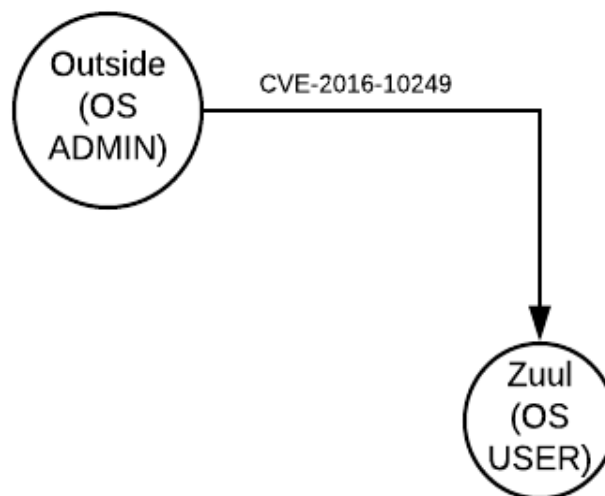 Outside
(OS
ADMIN)
CVE-2016-10249
Zuul
(OS
USER)